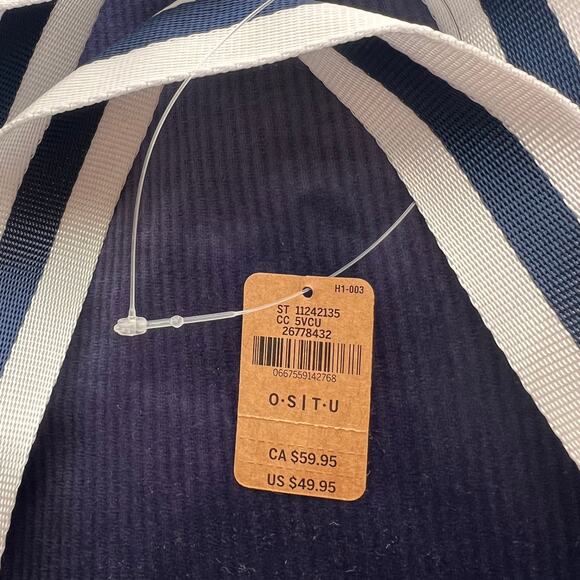 H1-003
ST 11242135
CC 5VCU
26778432
0667559142768
O·S|T·U
CA $59.95
US $49.95